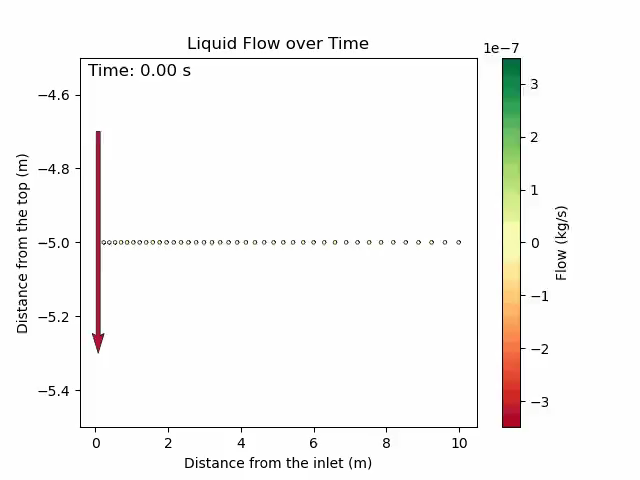 Liquid Flow over Time
1e−7
Time: 0.00 s
−4.6
−4.8
−5.0
−5.2
−5.4
Distance from the top (m)
0 2 4 6 8 10
Distance from the inlet (m)
3
2
1
0
−1
−2
−3
Flow (kg/s)